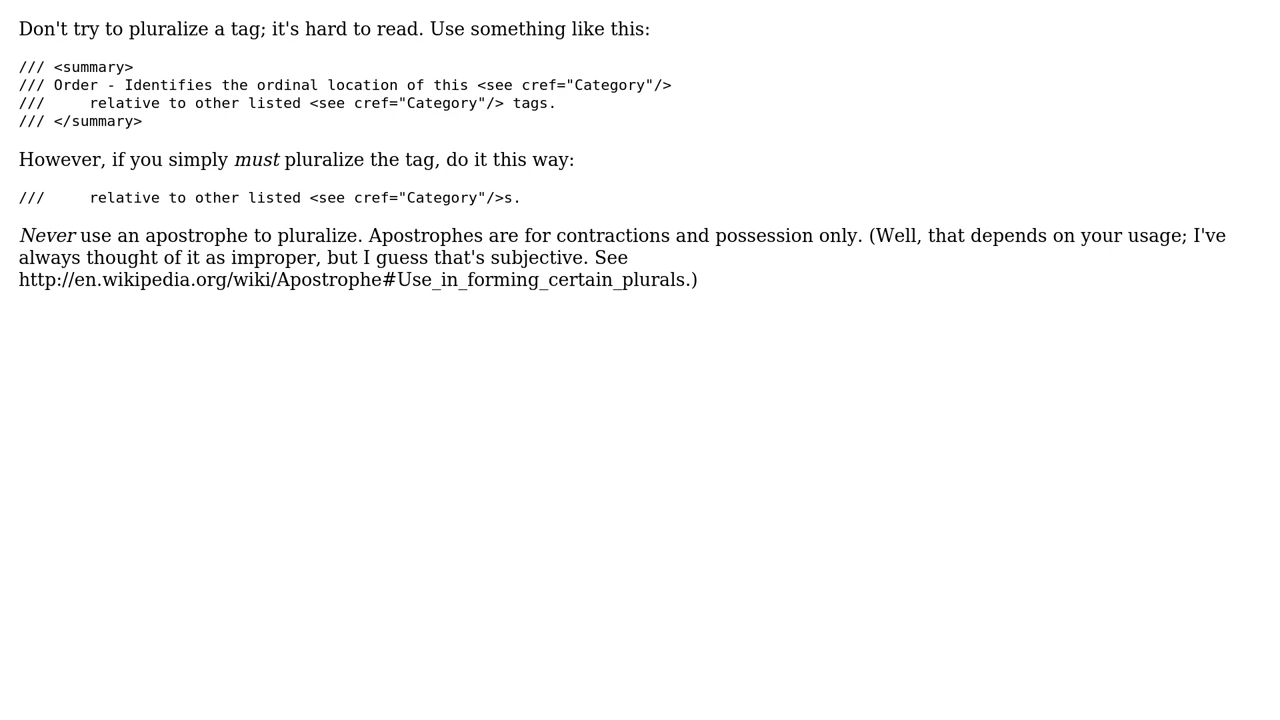 Don't try to pluralize a tag; it's hard to read. Use something like this:
/// <summary>
/// Order - Identifies the ordinal location of this <see cref="Category"/>
///     relative to other listed <see cref="Category"/> tags.
/// </summary>
However, if you simply must pluralize the tag, do it this way:
///     relative to other listed <see cref="Category"/>s.
Never use an apostrophe to pluralize. Apostrophes are for contractions and possession only. (Well, that depends on your usage; I've
always thought of it as improper, but I guess that's subjective. See
http://en.wikipedia.org/wiki/Apostrophe#Use_in_forming_certain_plurals.)